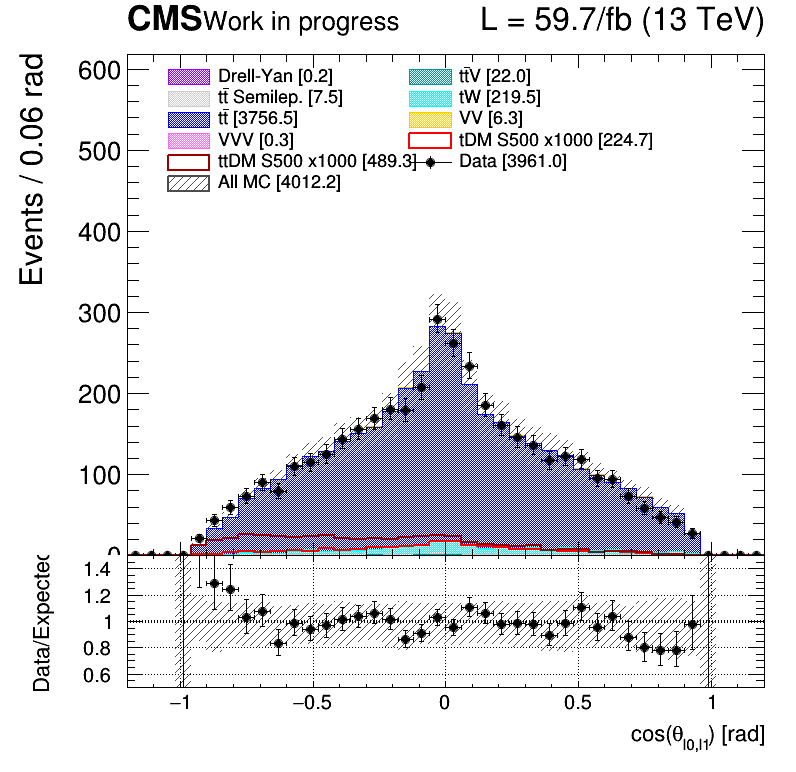 CMS Work in progress L = 59.7/fb (13 TeV)
Events / 0.06 rad
600
500
400
300
200
100
0
Drell-Yan [0.2] tt̄V [22.0]
tt̄ Semilep. [7.5] tW [219.5]
tt̄ [3756.5] VV [6.3]
VVV [0.3] tDM S500 x1000 [224.7]
ttDM S500 x1000 [489.3] Data [3961.0]
All MC [4012.2]
Data/Expected
1.4
1.2
1
0.8
0.6
−1 −0.5 0 0.5 1
cos(θ_l0,l1) [rad]